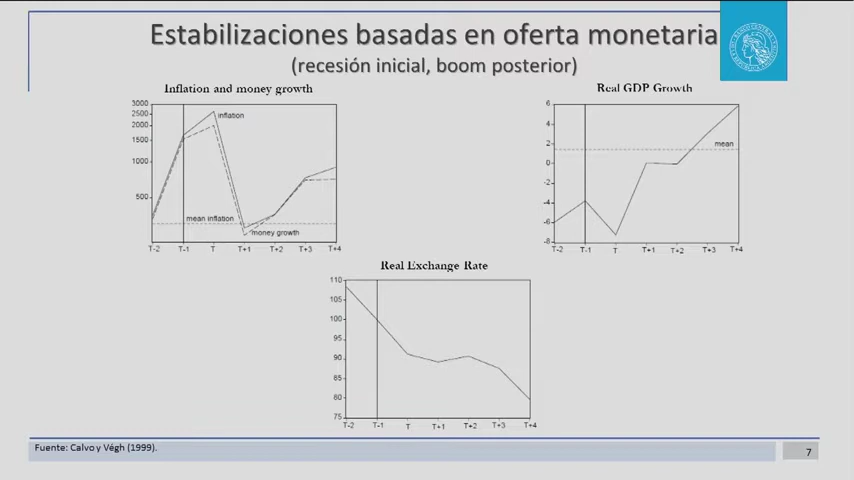 Estabilizaciones basadas en oferta monetaria
(recesión inicial, boom posterior)
Inflation and money growth
3000
2500
2000
1500
1000
500
inflation
mean inflation
money growth
T-2
T-1
T
T+1
T+2
T+3
T+4
Real GDP Growth
6
4
2
0
-2
-4
-6
-8
mean
T-2
T-1
T
T+1
T+2
T+3
T+4
Real Exchange Rate
110
105
100
95
90
85
80
75
T-2
T-1
T
T+1
T+2
T+3
T+4
Fuente: Calvo y Végh (1999).
7